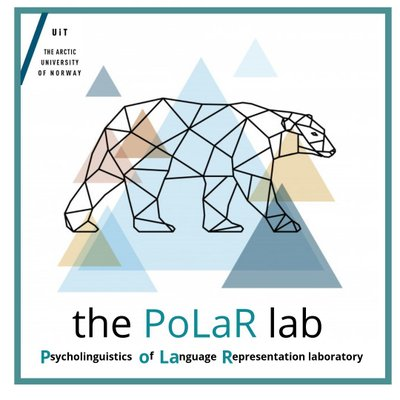 UiT
THE ARCTIC
UNIVERSITY
OF NORWAY
the PoLaR lab
Psycholinguistics of Language Representation laboratory